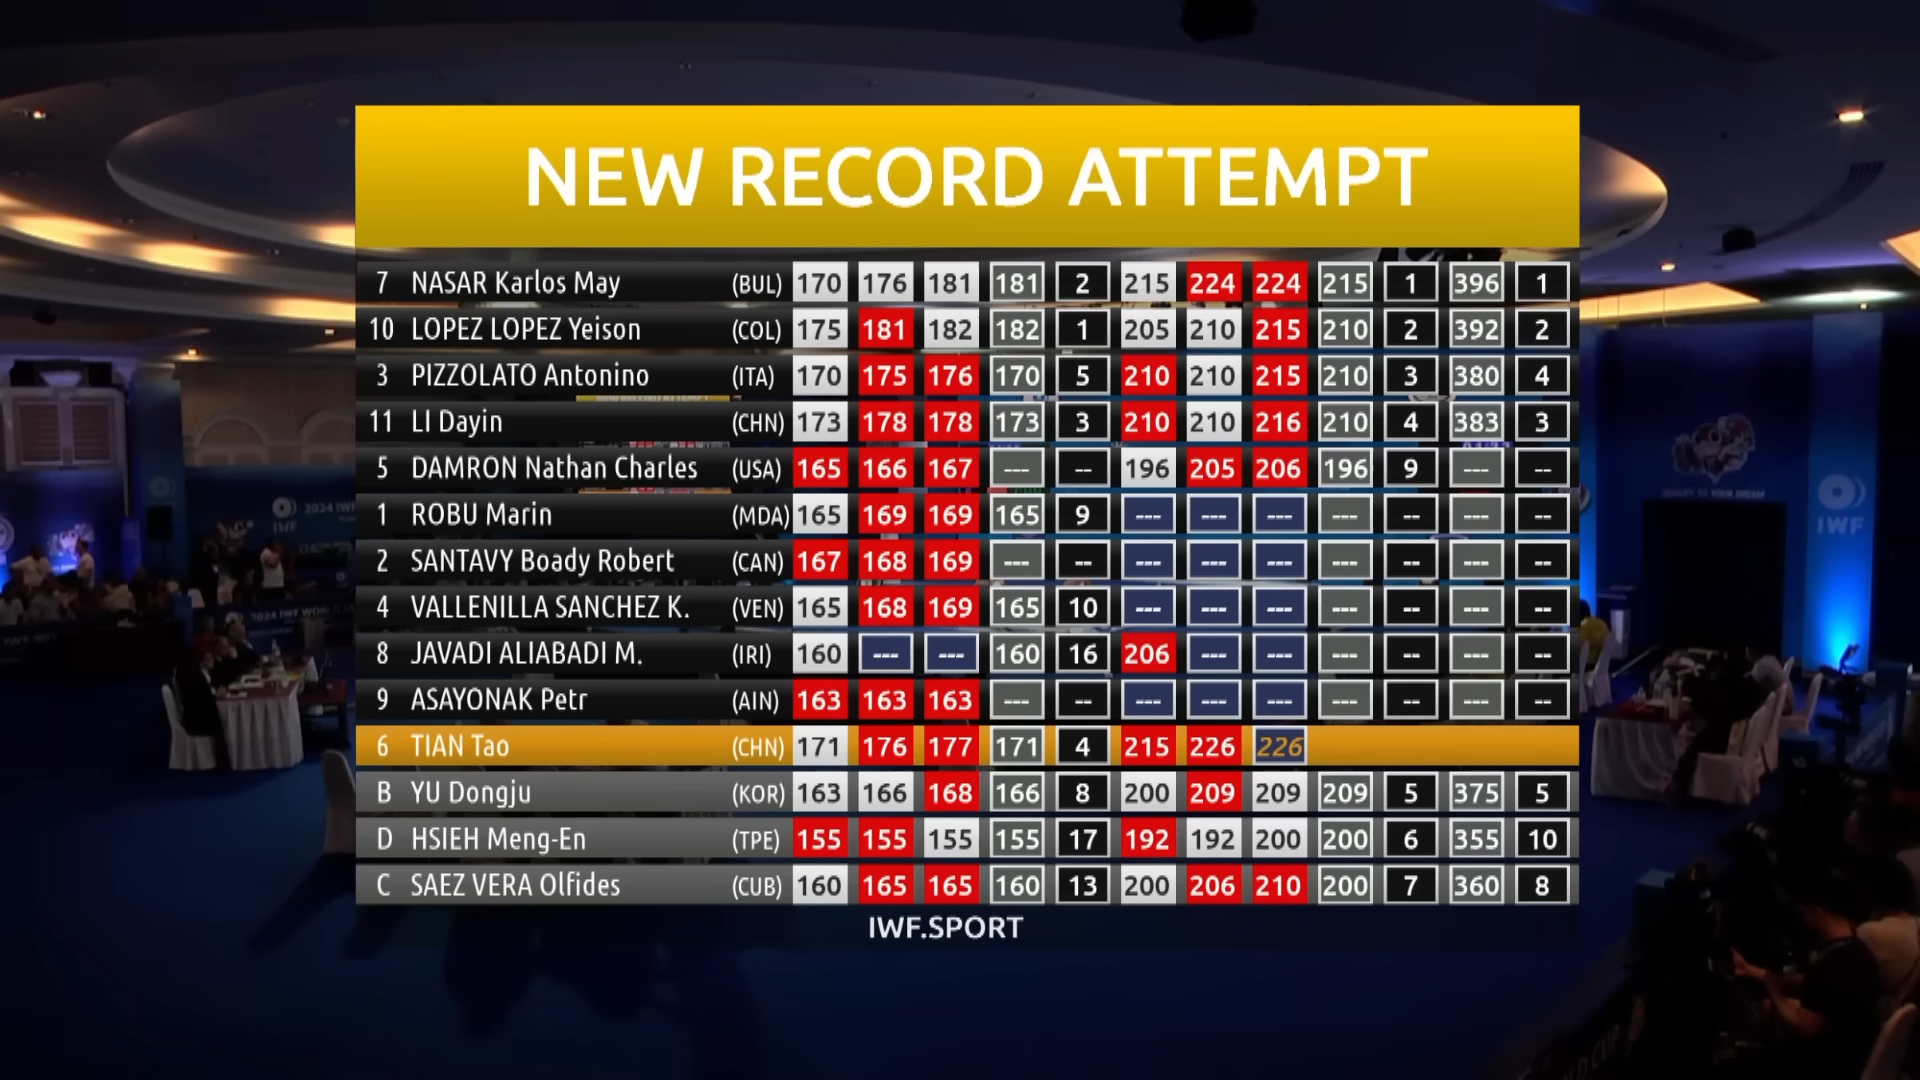 NEW RECORD ATTEMPT
7 NASAR Karlos May (BUL) 170 176 181 181 2 215 224 224 215 1 396 1
10 LOPEZ LOPEZ Yeison (COL) 175 181 182 182 1 205 210 215 210 2 392 2
3 PIZZOLATO Antonino (ITA) 170 175 176 170 5 210 210 215 210 3 380 4
11 LI Dayin (CHN) 173 178 178 173 3 210 210 216 210 4 383 3
5 DAMRON Nathan Charles (USA) 165 166 167 --- -- 196 205 206 196 9 --- --
1 ROBU Marin (MDA) 165 169 169 165 9 --- --- --- --- -- --- --
2 SANTAVY Boady Robert (CAN) 167 168 169 --- -- --- --- --- --- -- --- --
4 VALLENILLA SANCHEZ K. (VEN) 165 168 169 165 10 --- --- --- --- -- --- --
8 JAVADI ALIABADI M. (IRI) 160 --- --- 160 16 206 --- --- --- -- --- --
9 ASAYONAK Petr (AIN) 163 163 163 --- -- --- --- --- --- -- --- --
6 TIAN Tao (CHN) 171 176 177 171 4 215 226 226
B YU Dongju (KOR) 163 166 168 166 8 200 209 209 209 5 375 5
D HSIEH Meng-En (TPE) 155 155 155 155 17 192 192 200 200 6 355 10
C SAEZ VERA Olfides (CUB) 160 165 165 160 13 200 206 210 200 7 360 8
IWF.SPORT
IWF
2024 IWF
IWF
2024 IWF WORLD